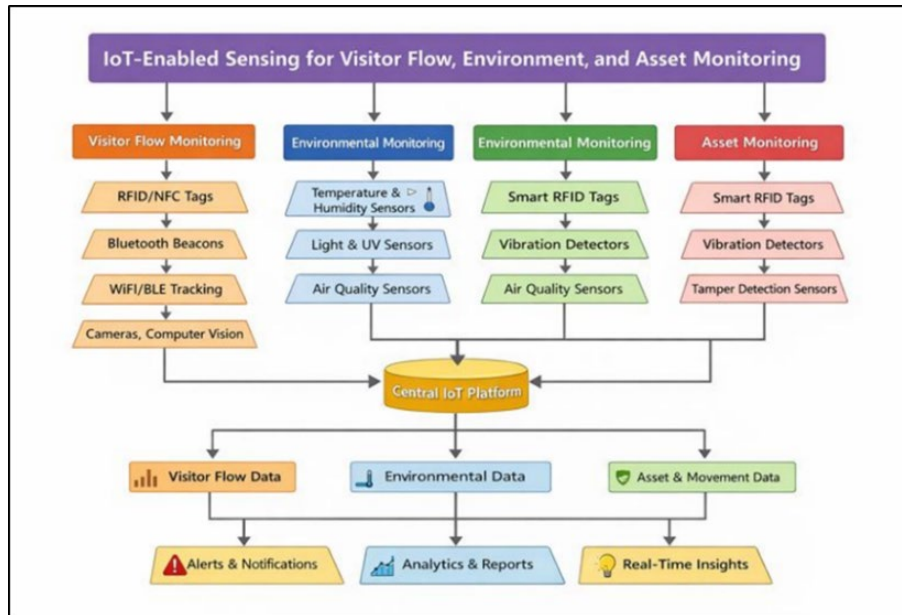 IoT-Enabled Sensing for Visitor Flow, Environment, and Asset Monitoring
Visitor Flow Monitoring
Environmental Monitoring
Environmental Monitoring
Asset Monitoring
RFID/NFC Tags
Temperature &
Humidity Sensors
Smart RFID Tags
Smart RFID Tags
Bluetooth Beacons
Light & UV Sensors
Vibration Detectors
Vibration Detectors
WiFI/BLE Tracking
Air Quality Sensors
Air Quality Sensors
Tamper Detection Sensors
Cameras, Computer Vision
Central IoT Platform
Visitor Flow Data
Environmental Data
Asset & Movement Data
Alerts & Notifications
Analytics & Reports
Real-Time Insights